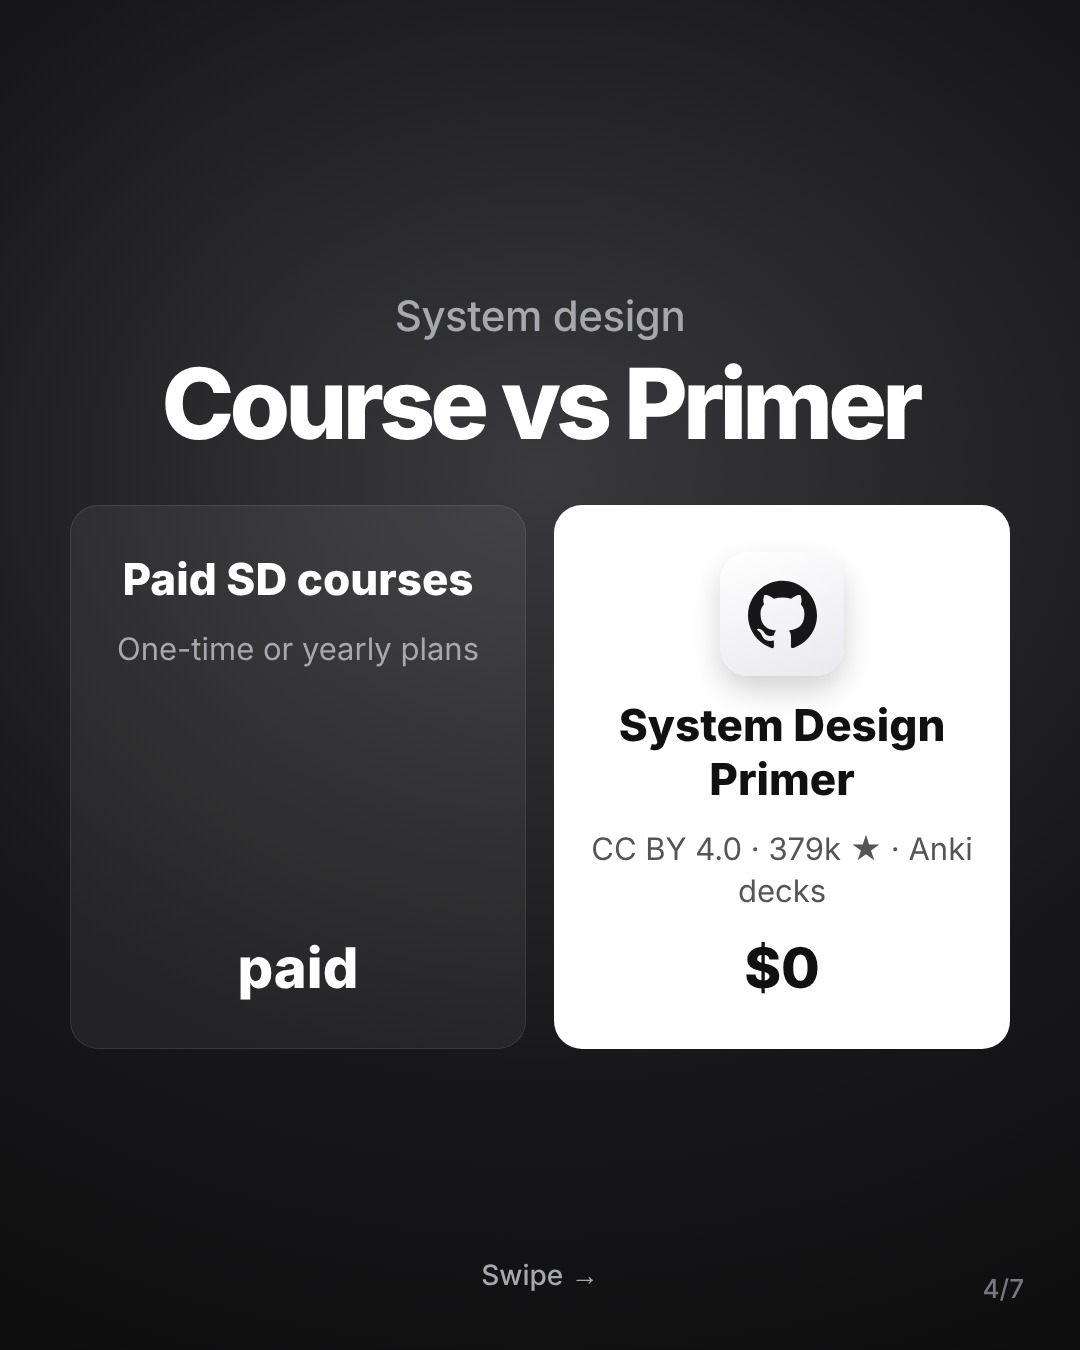 System design
Course vs Primer
Paid SD courses
One-time or yearly plans
paid
System Design
Primer
CC BY 4.0 · 379k ★ · Anki
decks
$0
Swipe →
4/7